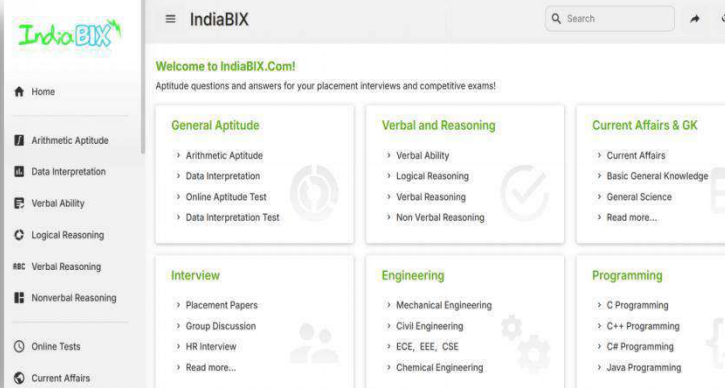 IndiaBIX
Home
Arithmetic Aptitude
Data Interpretation
Verbal Ability
Logical Reasoning
ABC Verbal Reasoning
Nonverbal Reasoning
Online Tests
Current Affairs
≡ IndiaBIX
Search
Welcome to IndiaBIX.Com!
Aptitude questions and answers for your placement interviews and competitive exams!
General Aptitude
› Arithmetic Aptitude
› Data Interpretation
› Online Aptitude Test
› Data Interpretation Test
Verbal and Reasoning
› Verbal Ability
› Logical Reasoning
› Verbal Reasoning
› Non Verbal Reasoning
Current Affairs & GK
› Current Affairs
› Basic General Knowledge
› General Science
› Read more...
Interview
› Placement Papers
› Group Discussion
› HR Interview
› Read more...
Engineering
› Mechanical Engineering
› Civil Engineering
› ECE, EEE, CSE
› Chemical Engineering
Programming
› C Programming
› C++ Programming
› C# Programming
› Java Programming